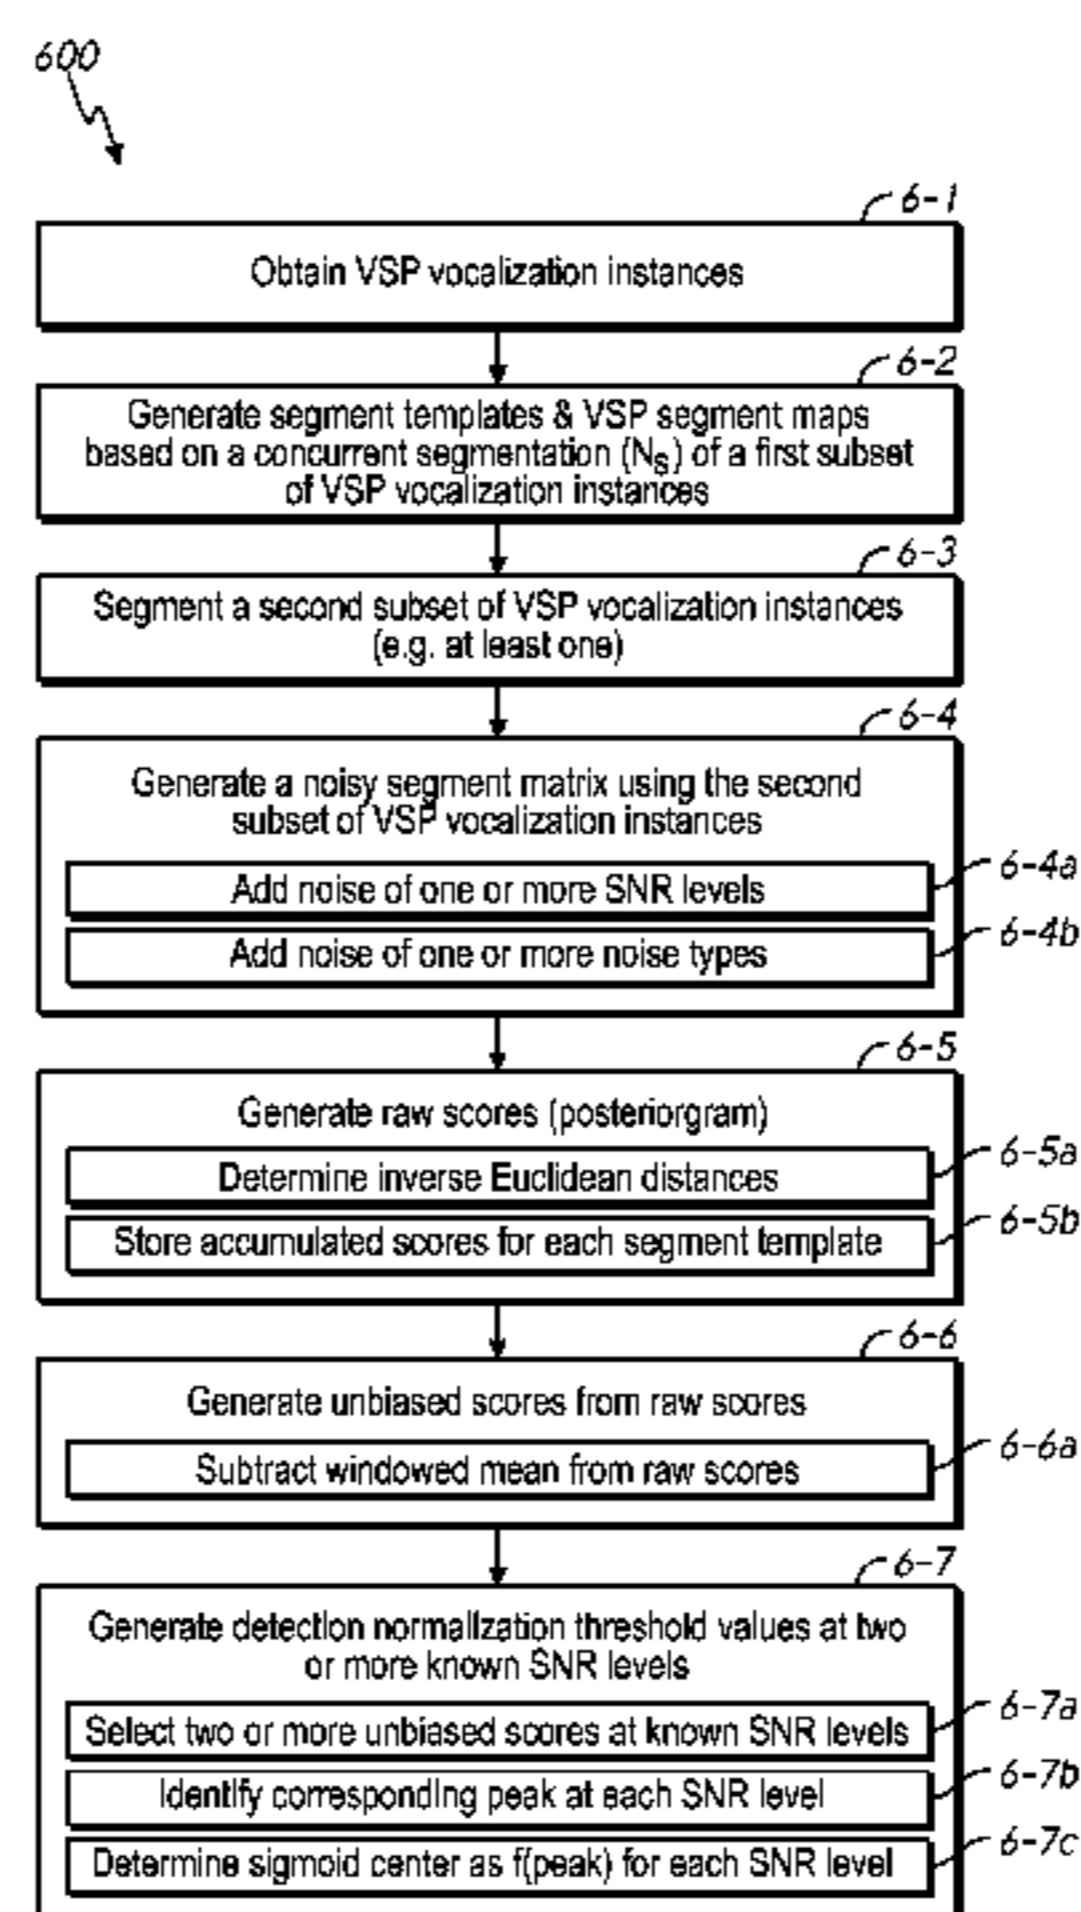 600
6-1
Obtain VSP vocalization instances
6-2
Generate segment templates & VSP segment maps
based on a concurrent segmentation (NS) of a first subset
of VSP vocalization instances
6-3
Segment a second subset of VSP vocalization instances
(e.g. at least one)
6-4
Generate a noisy segment matrix using the second
subset of VSP vocalization instances
6-4a
Add noise of one or more SNR levels
6-4b
Add noise of one or more noise types
6-5
Generate raw scores (posteriorgram)
6-5a
Determine inverse Euclidean distances
6-5b
Store accumulated scores for each segment template
6-6
Generate unbiased scores from raw scores
6-6a
Subtract windowed mean from raw scores
6-7
Generate detection normalization threshold values at two
or more known SNR levels
6-7a
Select two or more unbiased scores at known SNR levels
6-7b
Identify corresponding peak at each SNR level
6-7c
Determine sigmoid center as f(peak) for each SNR level